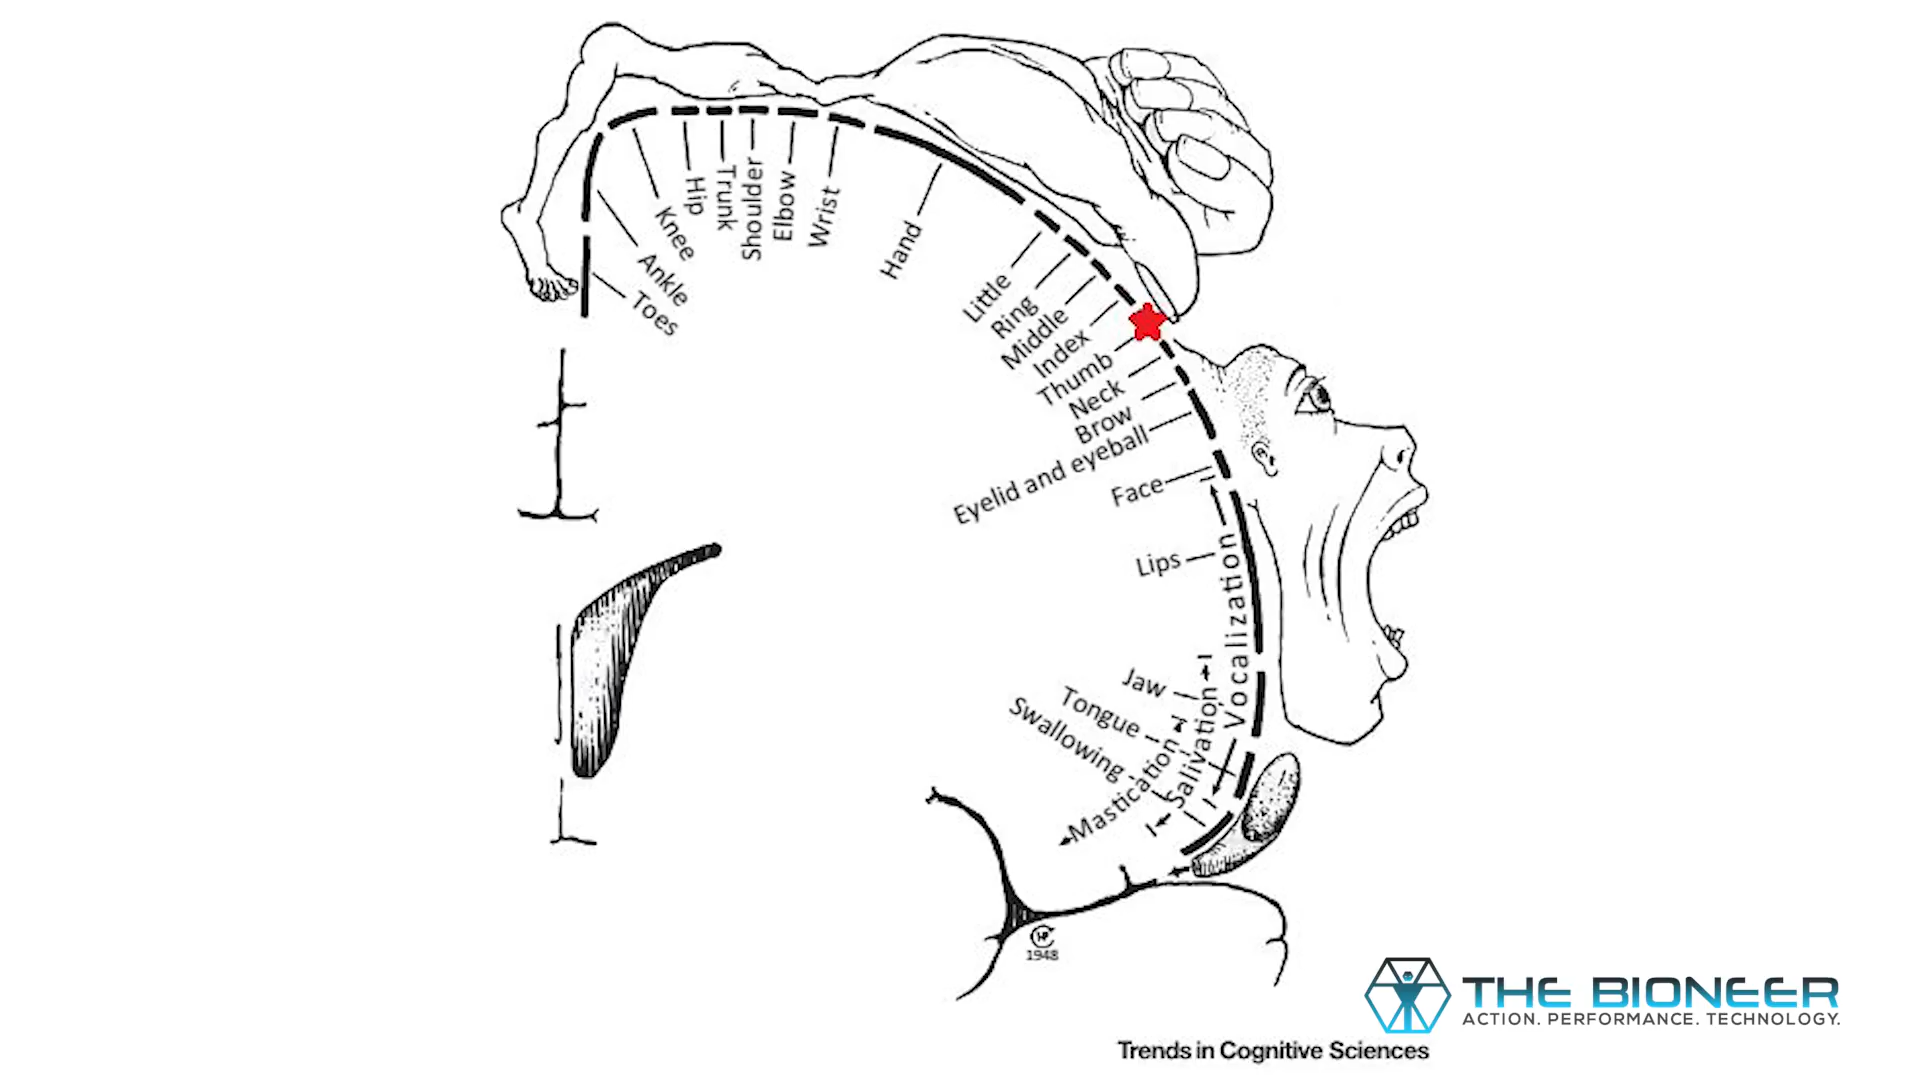 Toes
Ankle
Knee
Hip
Trunk
Shoulder
Elbow
Wrist
Hand
Little
Ring
Middle
Index
Thumb
Neck
Brow
Eyelid and eyeball
Face
Lips
Vocalization
Jaw
Tongue
Swallowing
Salivation
Mastication
1948
THE BIONEER
ACTION. PERFORMANCE. TECHNOLOGY.
Trends in Cognitive Sciences